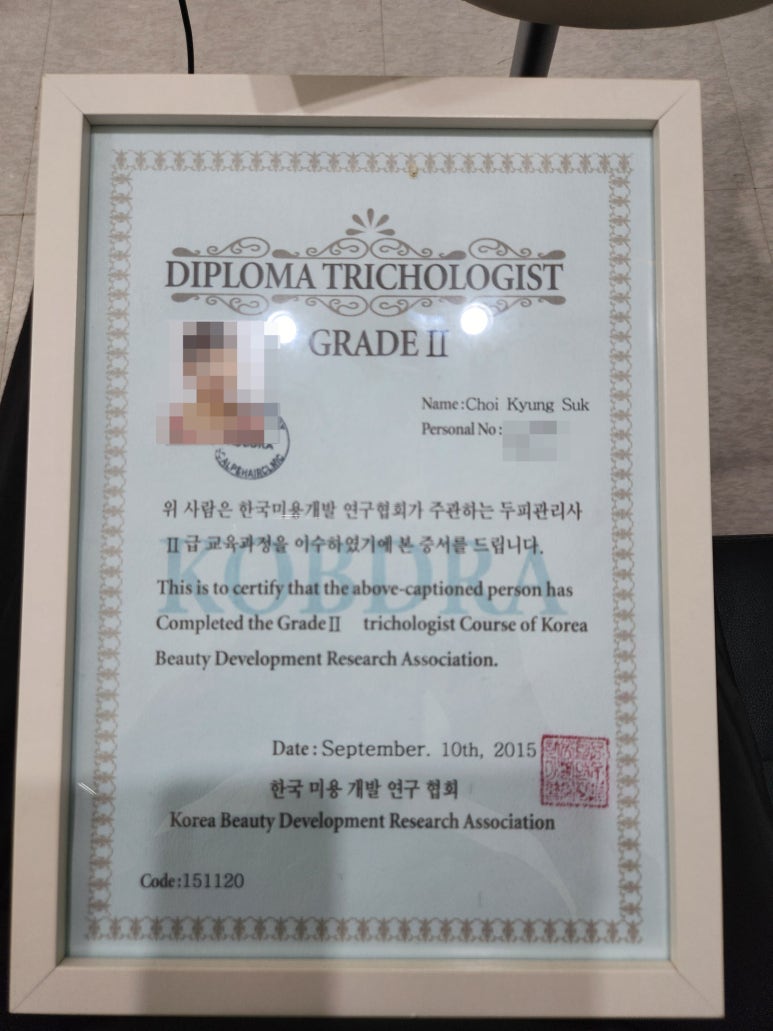 DIPLOMA TRICHOLOGIST
GRADE Ⅱ
Name:Choi Kyung Suk
Personal No:
SCALPEHAIRCLINIC
위 사람은 한국미용개발 연구협회가 주관하는 두피관리사
Ⅱ급 교육과정을 이수하였기에 본 증서를 드립니다.
KOBDRA
This is to certify that the above-captioned person has
Completed the GradeⅡ trichologist Course of Korea
Beauty Development Research Association.
Date:September. 10th, 2015
한국 미용 개발 연구 협회
Korea Beauty Development Research Association
Code:151120